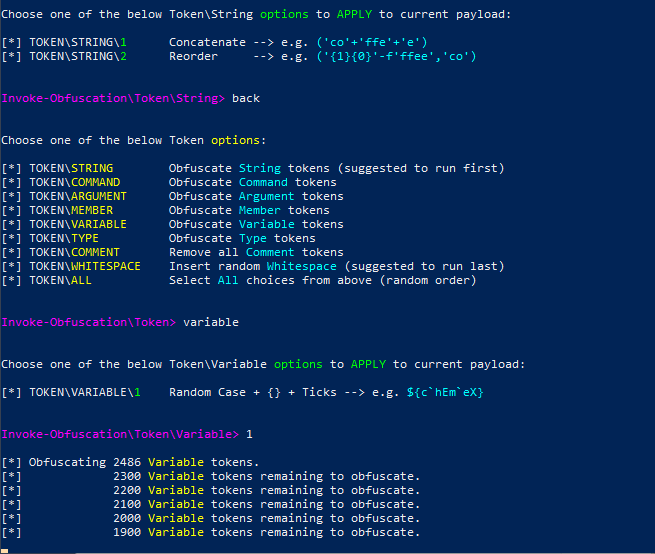 Choose one of the below Token\String options to APPLY to current payload:
[*] TOKEN\STRING\1 Concatenate --> e.g. ('co'+'ffe'+'e')
[*] TOKEN\STRING\2 Reorder --> e.g. ('{1}{0}'-f'ffee','co')
Invoke-Obfuscation\Token\String> back
Choose one of the below Token options:
[*] TOKEN\STRING Obfuscate String tokens (suggested to run first)
[*] TOKEN\COMMAND Obfuscate Command tokens
[*] TOKEN\ARGUMENT Obfuscate Argument tokens
[*] TOKEN\MEMBER Obfuscate Member tokens
[*] TOKEN\VARIABLE Obfuscate Variable tokens
[*] TOKEN\TYPE Obfuscate Type tokens
[*] TOKEN\COMMENT Remove all Comment tokens
[*] TOKEN\WHITESPACE Insert random Whitespace (suggested to run last)
[*] TOKEN\ALL Select All choices from above (random order)
Invoke-Obfuscation\Token> variable
Choose one of the below Token\Variable options to APPLY to current payload:
[*] TOKEN\VARIABLE\1 Random Case + {} + Ticks --> e.g. ${c`hEm`eX}
Invoke-Obfuscation\Token\Variable> 1
[*] Obfuscating 2486 Variable tokens.
[*] 2300 Variable tokens remaining to obfuscate.
[*] 2200 Variable tokens remaining to obfuscate.
[*] 2100 Variable tokens remaining to obfuscate.
[*] 2000 Variable tokens remaining to obfuscate.
[*] 1900 Variable tokens remaining to obfuscate.